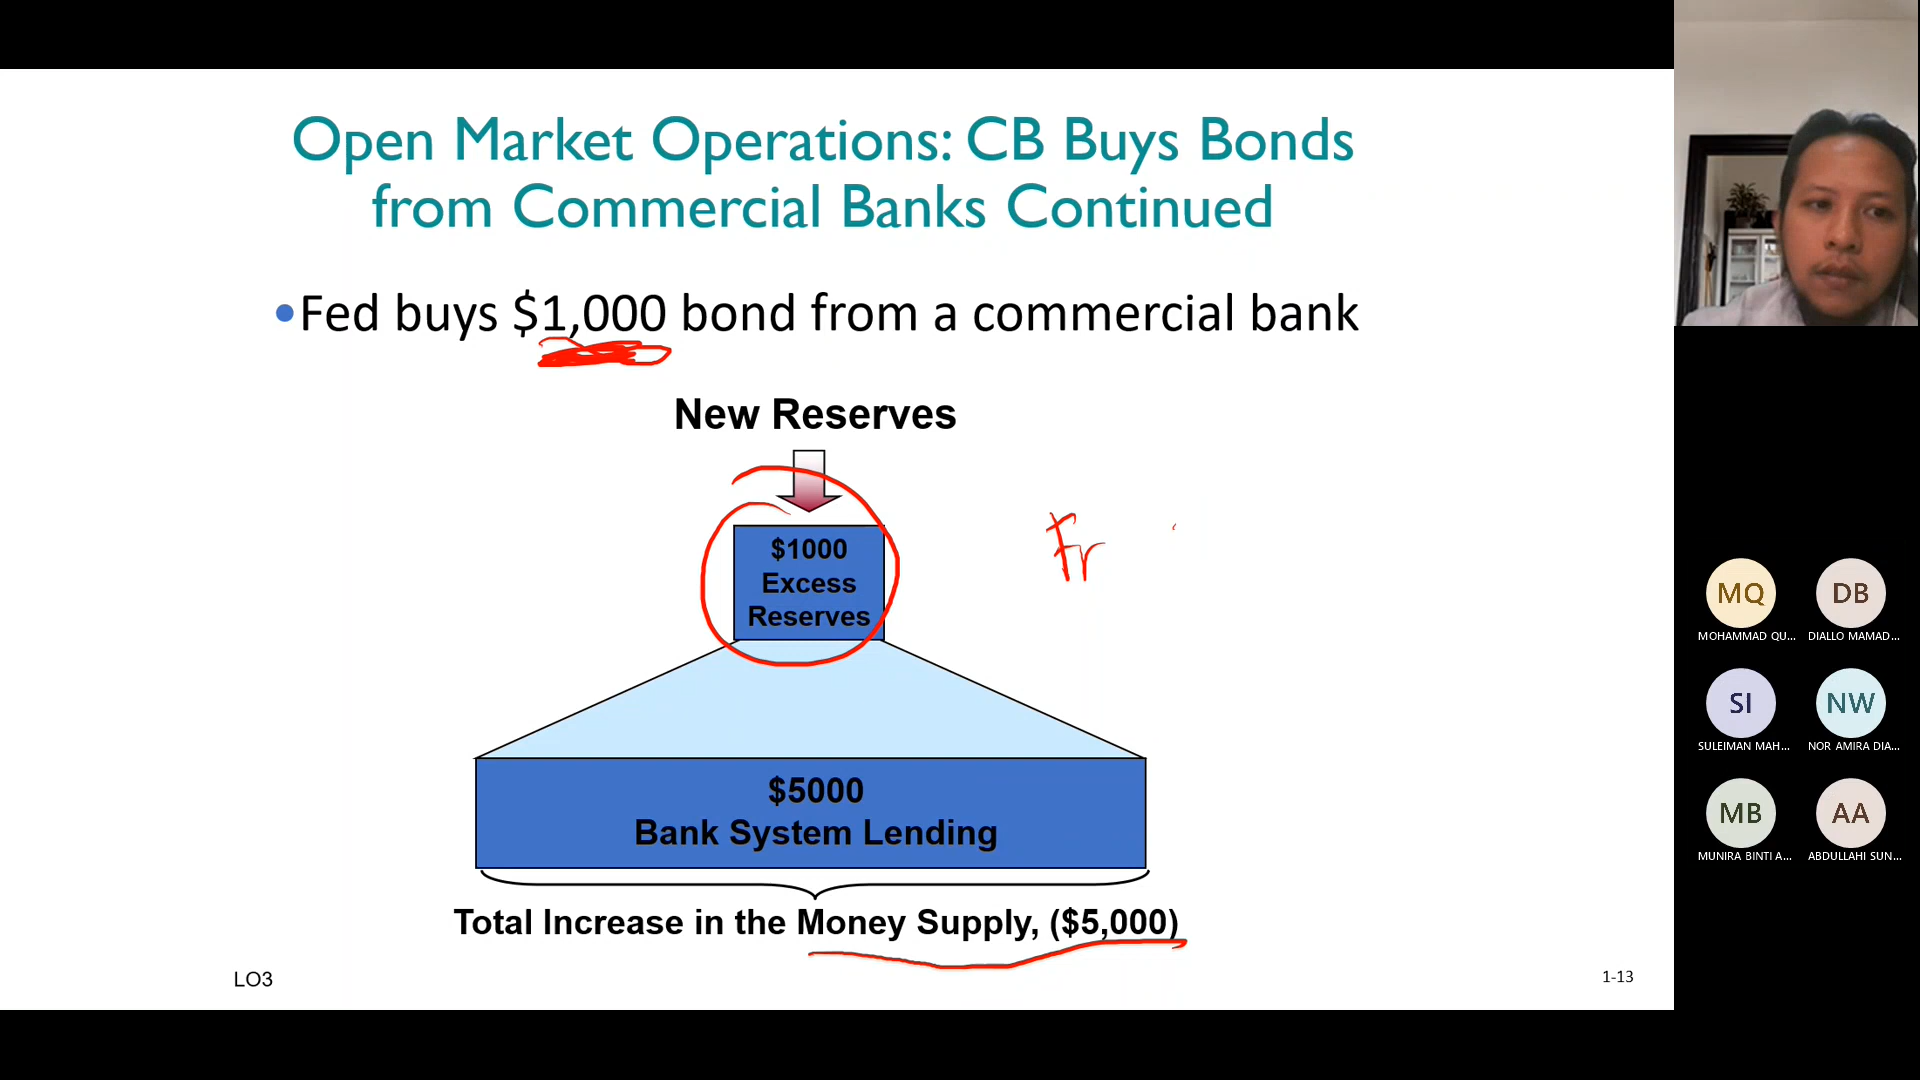 Open Market Operations: CB Buys Bonds
from Commercial Banks Continued
•Fed buys $1,000 bond from a commercial bank
New Reserves
$1000
Excess
Reserves
Fr
$5000
Bank System Lending
Total Increase in the Money Supply, ($5,000)
LO3
1-13
MQ
DB
MOHAMMAD QU...
DIALLO MAMAD...
SI
NW
SULEIMAN MAH...
NOR AMIRA DIA...
MB
AA
MUNIRA BINTI A...
ABDULLAHI SUN...